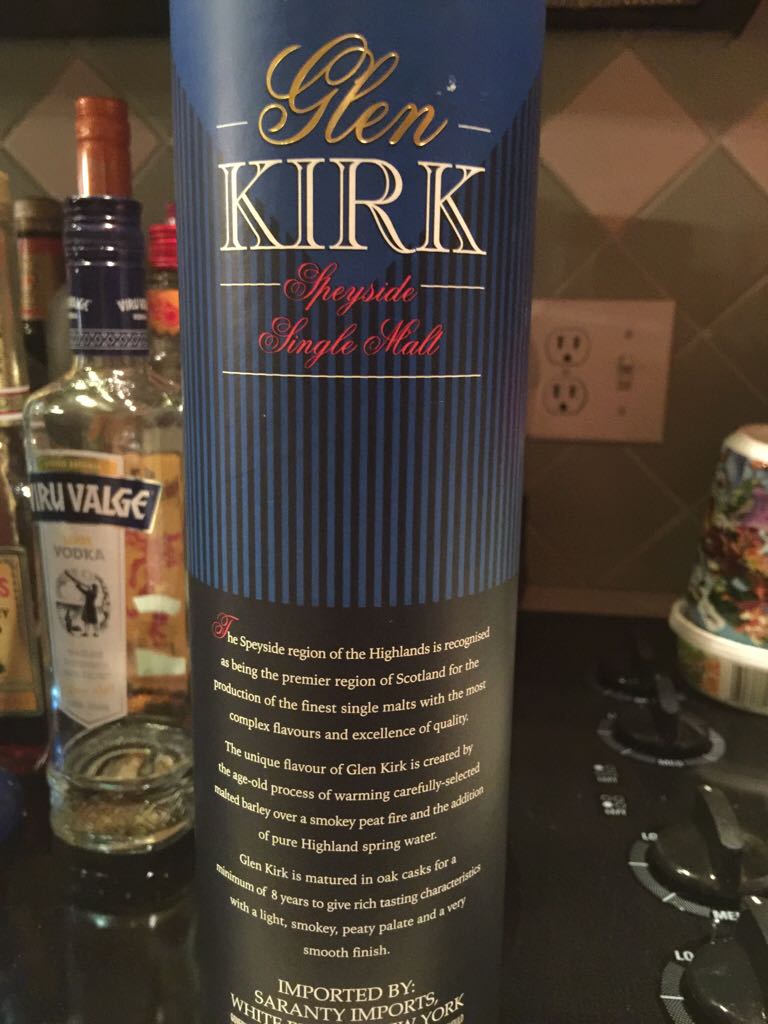 Glen
KIRK
Speyside
Single Malt
The Speyside region of the Highlands is recognised
as being the premier region of Scotland for the
production of the finest single malts with the most
complex flavours and excellence of quality.
The unique flavour of Glen Kirk is created by
the age-old process of warming carefully-selected
malted barley over a smokey peat fire and the addition
of pure Highland spring water.
Glen Kirk is matured in oak casks for a
minimum of 8 years to give rich tasting characteristics
with a light, smokey, peaty palate and a very
smooth finish.
IMPORTED BY:
SARANTY IMPORTS,
WHITE YORK
VIRU VALGE
VODKA
LO
ME
LO